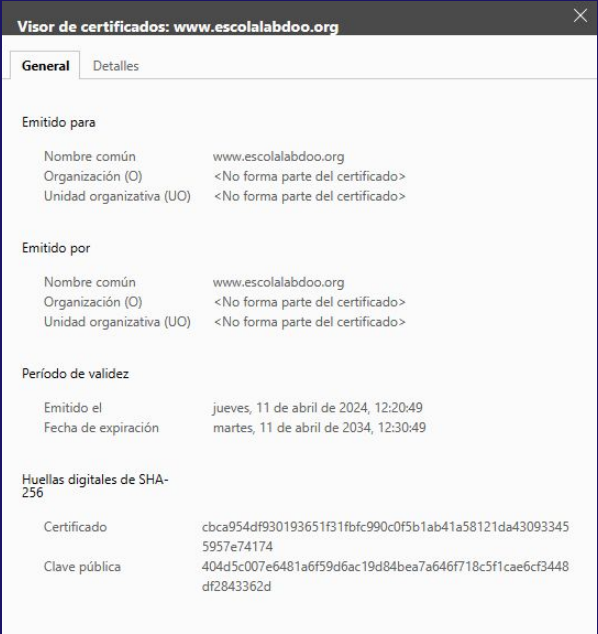 Visor de certificados: www.escolalabdoo.org
General Detalles
Emitido para
Nombre común www.escolalabdoo.org
Organización (O) <No forma parte del certificado>
Unidad organizativa (UO) <No forma parte del certificado>
Emitido por
Nombre común www.escolalabdoo.org
Organización (O) <No forma parte del certificado>
Unidad organizativa (UO) <No forma parte del certificado>
Período de validez
Emitido el jueves, 11 de abril de 2024, 12:20:49
Fecha de expiración martes, 11 de abril de 2034, 12:30:49
Huellas digitales de SHA-
256
Certificado cbca954df930193651f31fbfc990c0f5b1ab41a58121da43093345
5957e74174
Clave pública 404d5c007e6481a6f59d6ac19d84bea7a646f718c5f1cae6cf3448
df2843362d